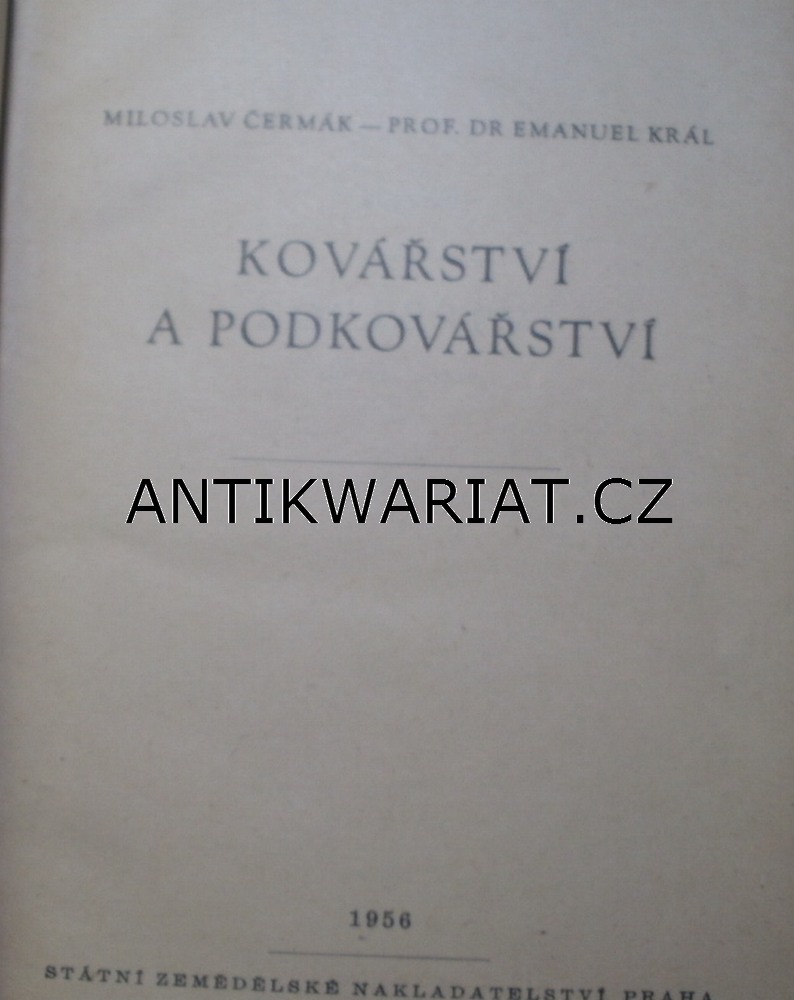 MILOSLAV ČERMÁK — PROF. DR EMANUEL KRÁL
KOVÁŘSTVÍ
A PODKOVÁŘSTVÍ
ANTIKWARIAT.CZ
1956
STÁTNÍ ZEMĚDĚLSKÉ NAKLADATELSTVÍ, PRAHA